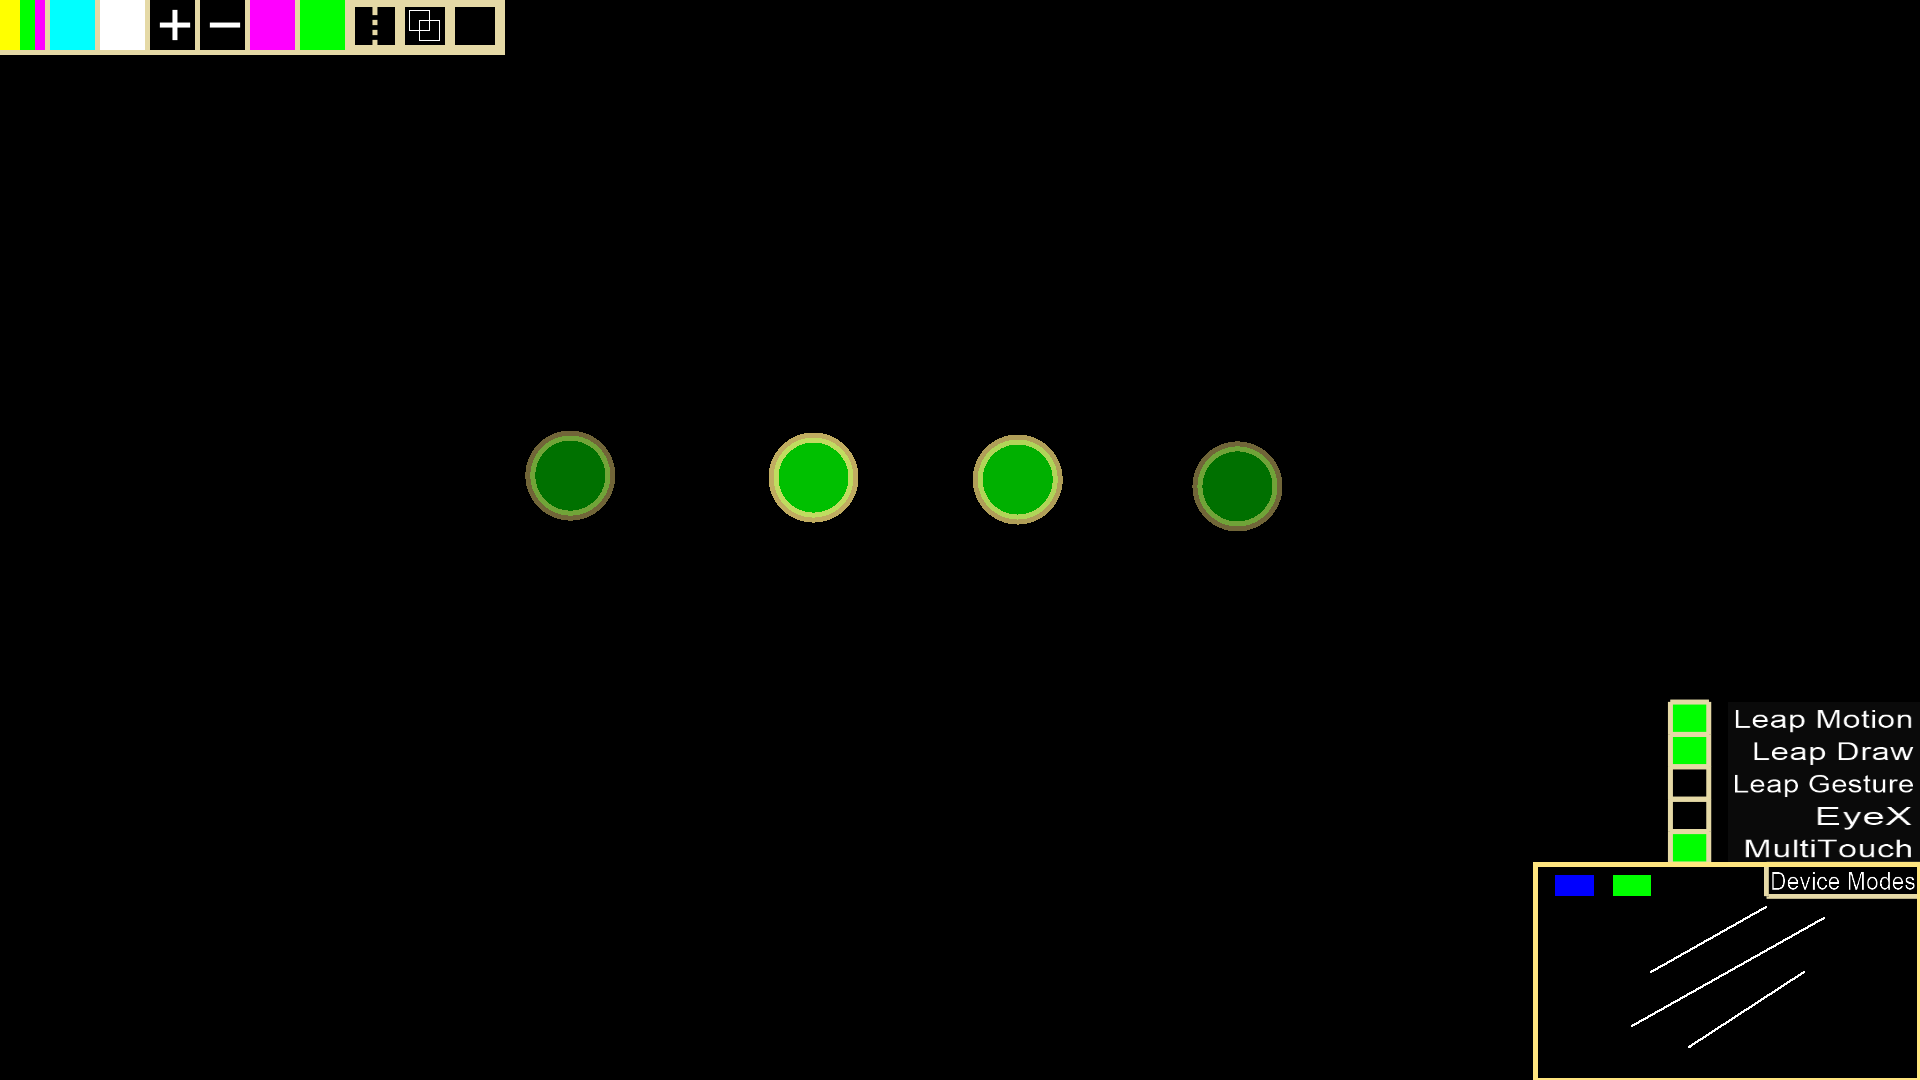 Leap Motion
Leap Draw
Leap Gesture
EyeX
MultiTouch
Device Modes